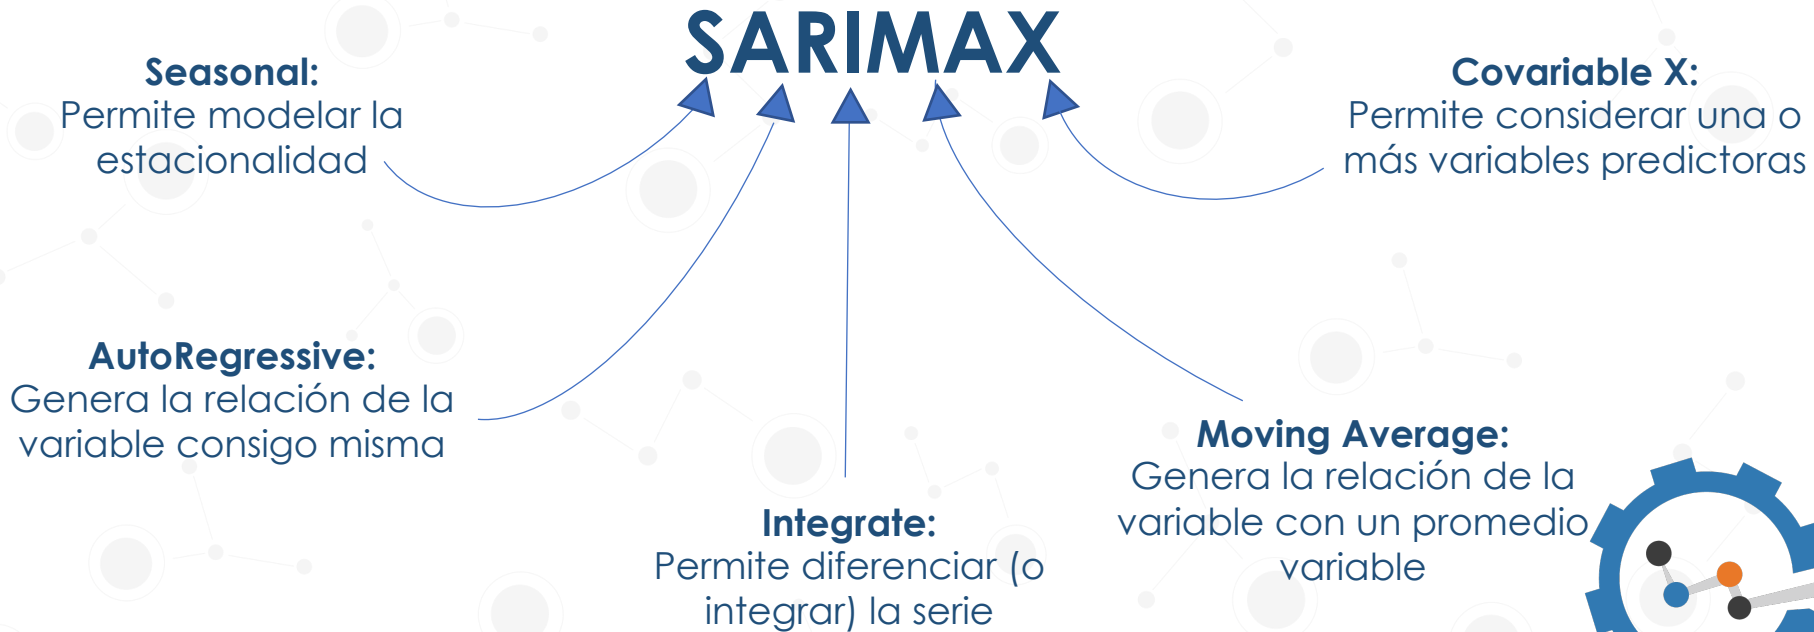 SARIMAX
Seasonal:
Permite modelar la
estacionalidad
Covariable X:
Permite considerar una o
más variables predictoras
AutoRegressive:
Genera la relación de la
variable consigo misma
Moving Average:
Genera la relación de la
variable con un promedio
variable
Integrate:
Permite diferenciar (o
integrar) la serie